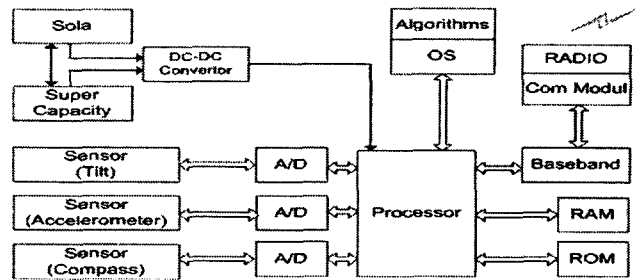 Sola
Super
Capacity
DC-DC
Convertor
Algorithms
OS
RADIO
Com Modul
Sensor
(Tilt)
A/D
Processor
Baseband
Sensor
(Accelerometer)
A/D
RAM
Sensor
(Compass)
A/D
ROM